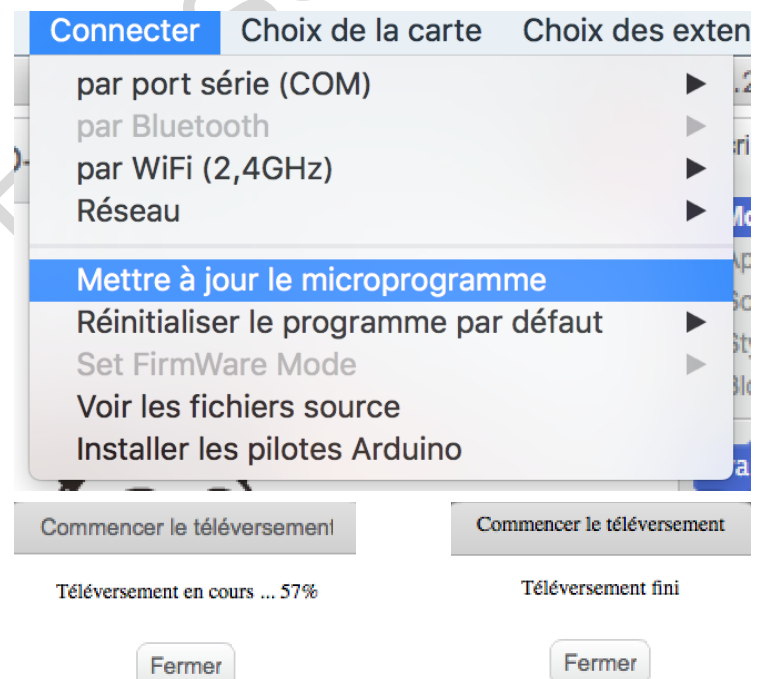 Connecter Choix de la carte Choix des exten
par port série (COM)
par Bluetooth
par WiFi (2,4GHz)
Réseau
Mettre à jour le microprogramme
Réinitialiser le programme par défaut
Set FirmWare Mode
Voir les fichiers source
Installer les pilotes Arduino
Commencer le téléversement
Téléversement en cours ... 57%
Fermer
Commencer le téléversement
Téléversement fini
Fermer